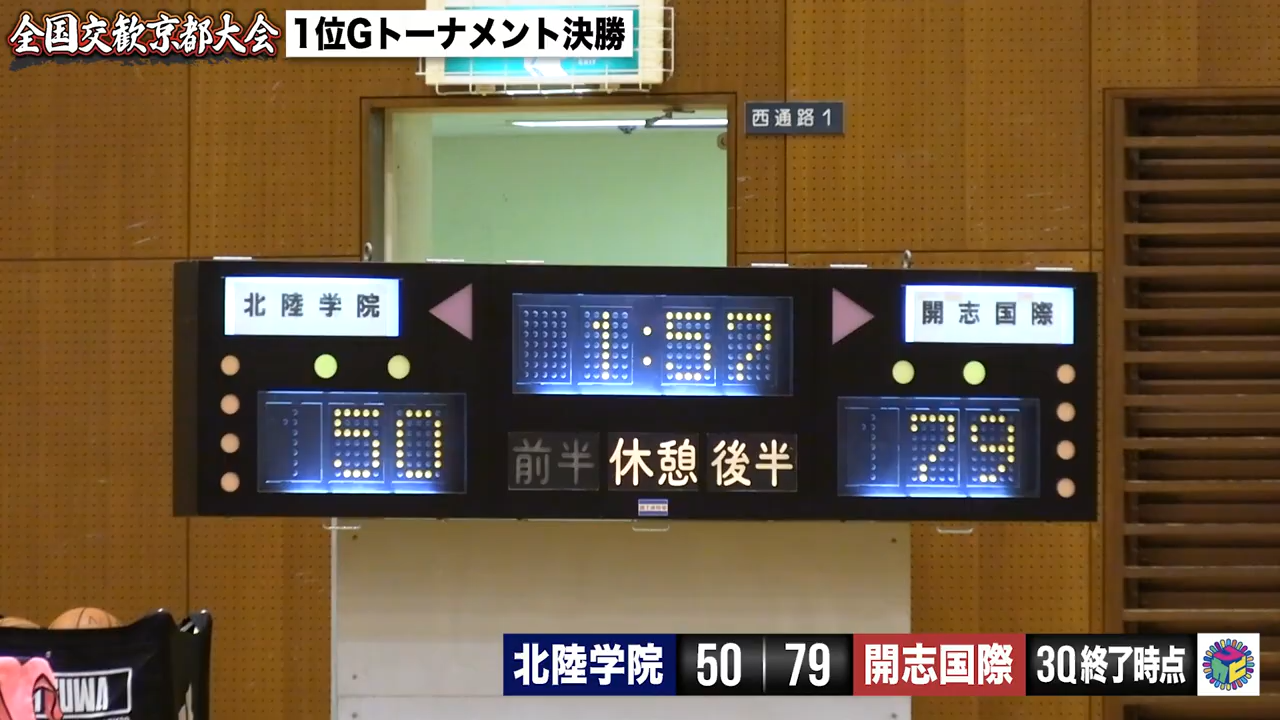 全国交歓京都大会
1位Gトーナメント決勝
EXIT
西通路1
北陸学院
1:57
開志国際
50
79
前半 休憩 後半
北陸学院 50 79 開志国際 3Q終了時点